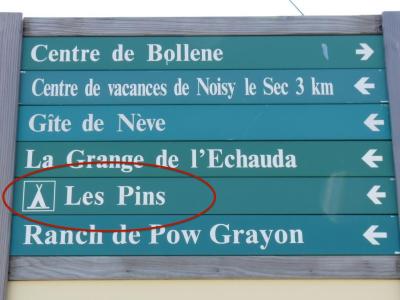 Centre de Bollene
Centre de vacances de Noisy le Sec 3 km
Gîte de Nève
La Grange de l'Echauda
Les Pins
Ranch de Pow Grayon